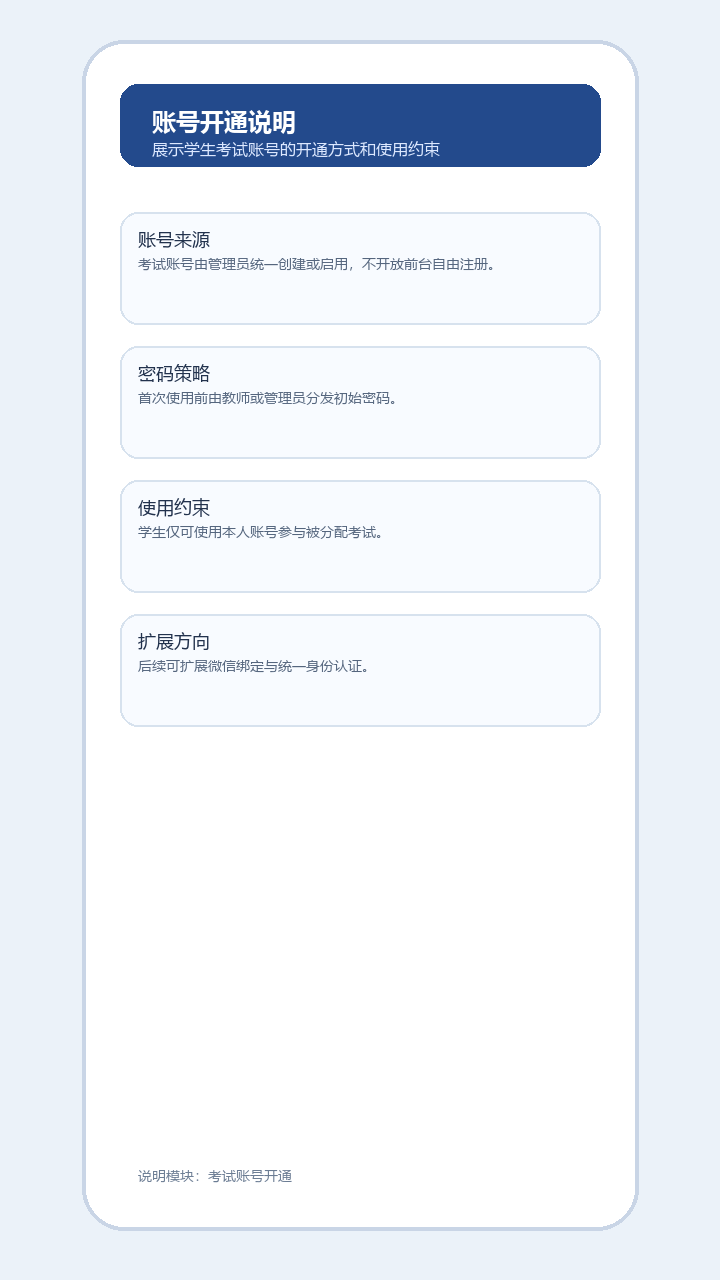 账号开通说明
展示学生考试账号的开通方式和使用约束
账号来源
考试账号由管理员统一创建或启用，不开放前台自由注册。
密码策略
首次使用前由教师或管理员分发初始密码。
使用约束
学生仅可使用本人账号参与被分配考试。
扩展方向
后续可扩展微信绑定与统一身份认证。
说明模块：考试账号开通